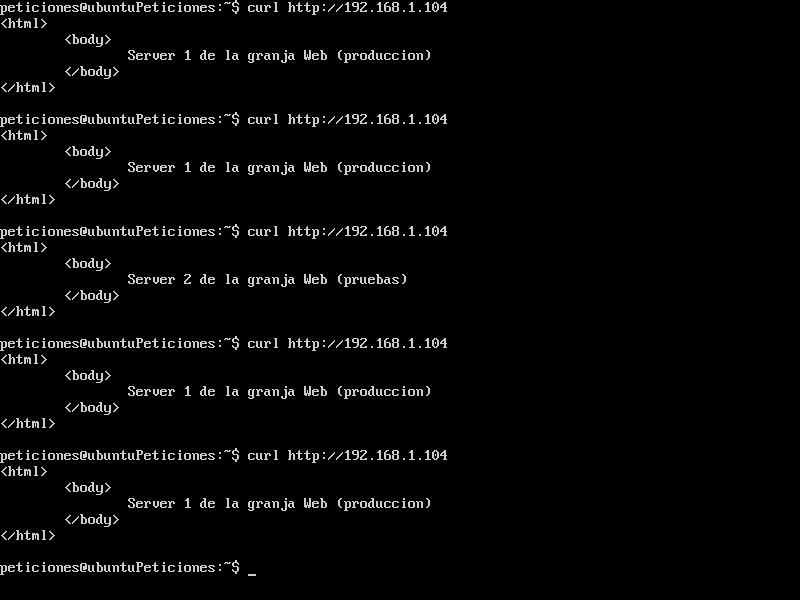 peticiones@ubuntuPeticiones:~$ curl http://192.168.1.104
<html>
        <body>
                Server 1 de la granja Web (produccion)
        </body>
</html>

peticiones@ubuntuPeticiones:~$ curl http://192.168.1.104
<html>
        <body>
                Server 1 de la granja Web (produccion)
        </body>
</html>

peticiones@ubuntuPeticiones:~$ curl http://192.168.1.104
<html>
        <body>
                Server 2 de la granja Web (pruebas)
        </body>
</html>

peticiones@ubuntuPeticiones:~$ curl http://192.168.1.104
<html>
        <body>
                Server 1 de la granja Web (produccion)
        </body>
</html>

peticiones@ubuntuPeticiones:~$ curl http://192.168.1.104
<html>
        <body>
                Server 1 de la granja Web (produccion)
        </body>
</html>

peticiones@ubuntuPeticiones:~$ _